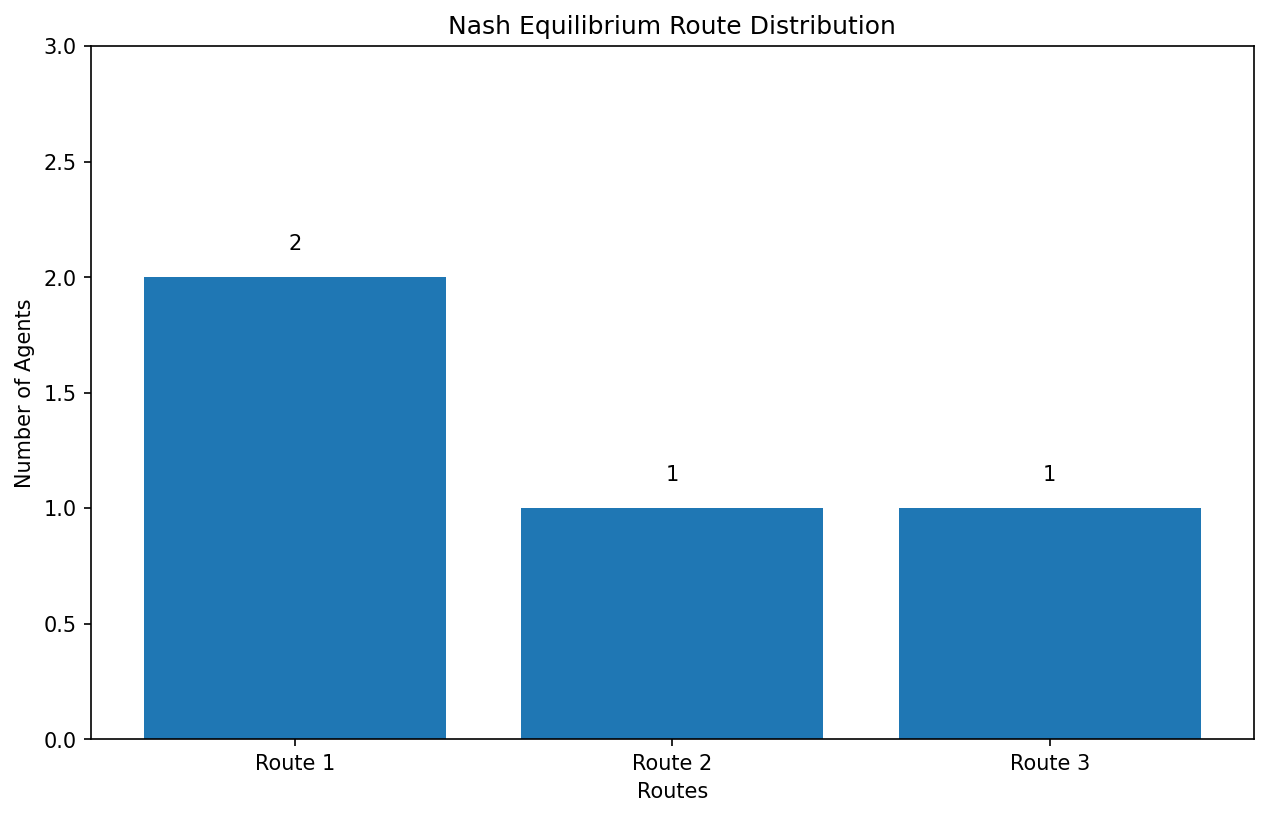 Nash Equilibrium Route Distribution
3.0
2.5
2.0
1.5
1.0
0.5
0.0
Number of Agents
2
1
1
Route 1
Route 2
Route 3
Routes